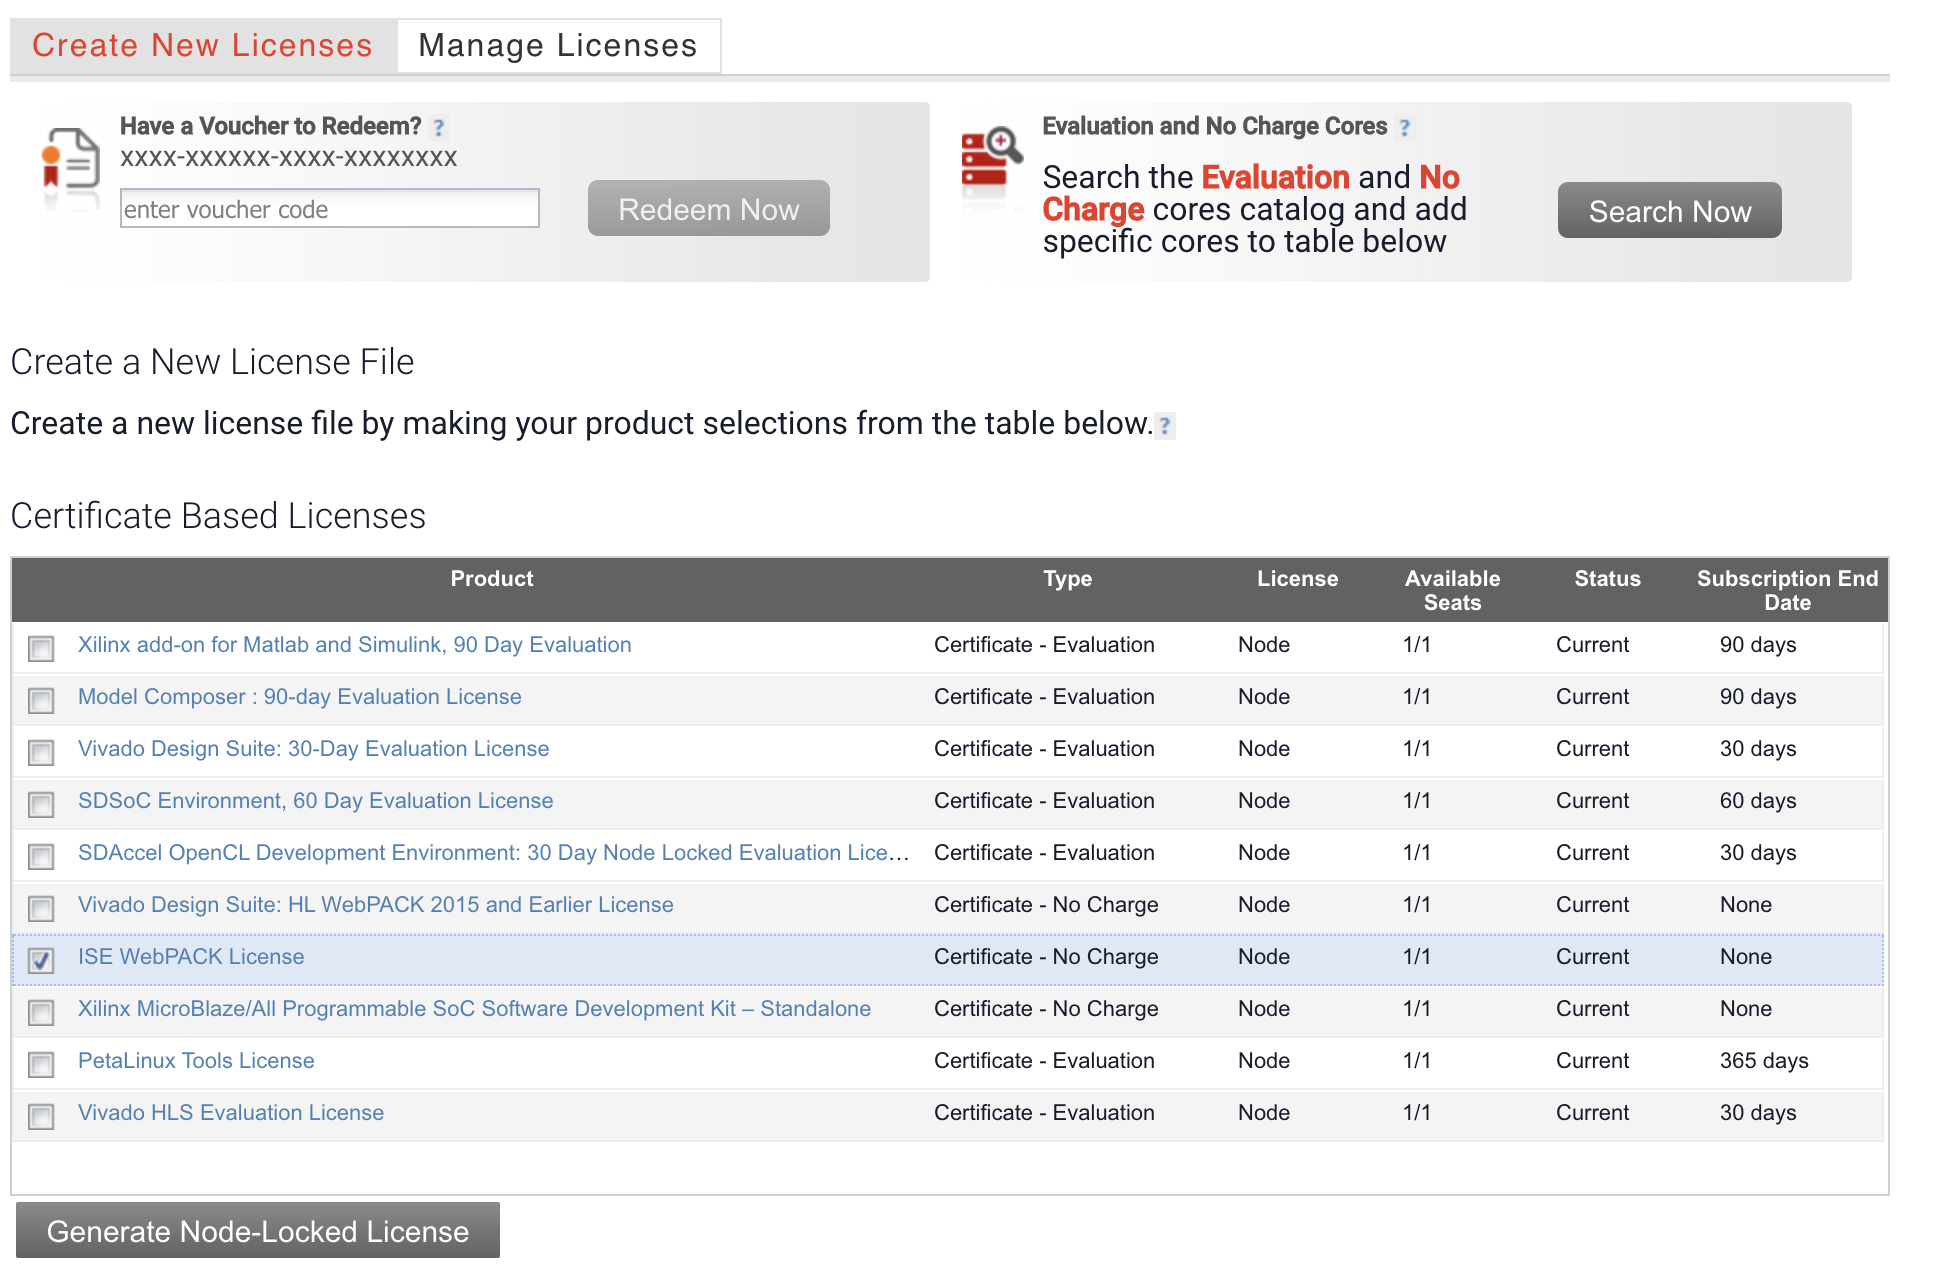 Create New Licenses Manage Licenses
Have a Voucher to Redeem? ?
XXXX-XXXXXX-XXXX-XXXXXXXX
enter voucher code
Redeem Now
Evaluation and No Charge Cores ?
Search the Evaluation and No
Charge cores catalog and add
specific cores to table below
Search Now
Create a New License File
Create a new license file by making your product selections from the table below. ?
Certificate Based Licenses
Product Type License Available Seats Status Subscription End Date
Xilinx add-on for Matlab and Simulink, 90 Day Evaluation Certificate - Evaluation Node 1/1 Current 90 days
Model Composer : 90-day Evaluation License Certificate - Evaluation Node 1/1 Current 90 days
Vivado Design Suite: 30-Day Evaluation License Certificate - Evaluation Node 1/1 Current 30 days
SDSoC Environment, 60 Day Evaluation License Certificate - Evaluation Node 1/1 Current 60 days
SDAccel OpenCL Development Environment: 30 Day Node Locked Evaluation Lice... Certificate - Evaluation Node 1/1 Current 30 days
Vivado Design Suite: HL WebPACK 2015 and Earlier License Certificate - No Charge Node 1/1 Current None
ISE WebPACK License Certificate - No Charge Node 1/1 Current None
Xilinx MicroBlaze/All Programmable SoC Software Development Kit – Standalone Certificate - No Charge Node 1/1 Current None
PetaLinux Tools License Certificate - Evaluation Node 1/1 Current 365 days
Vivado HLS Evaluation License Certificate - Evaluation Node 1/1 Current 30 days
Generate Node-Locked License